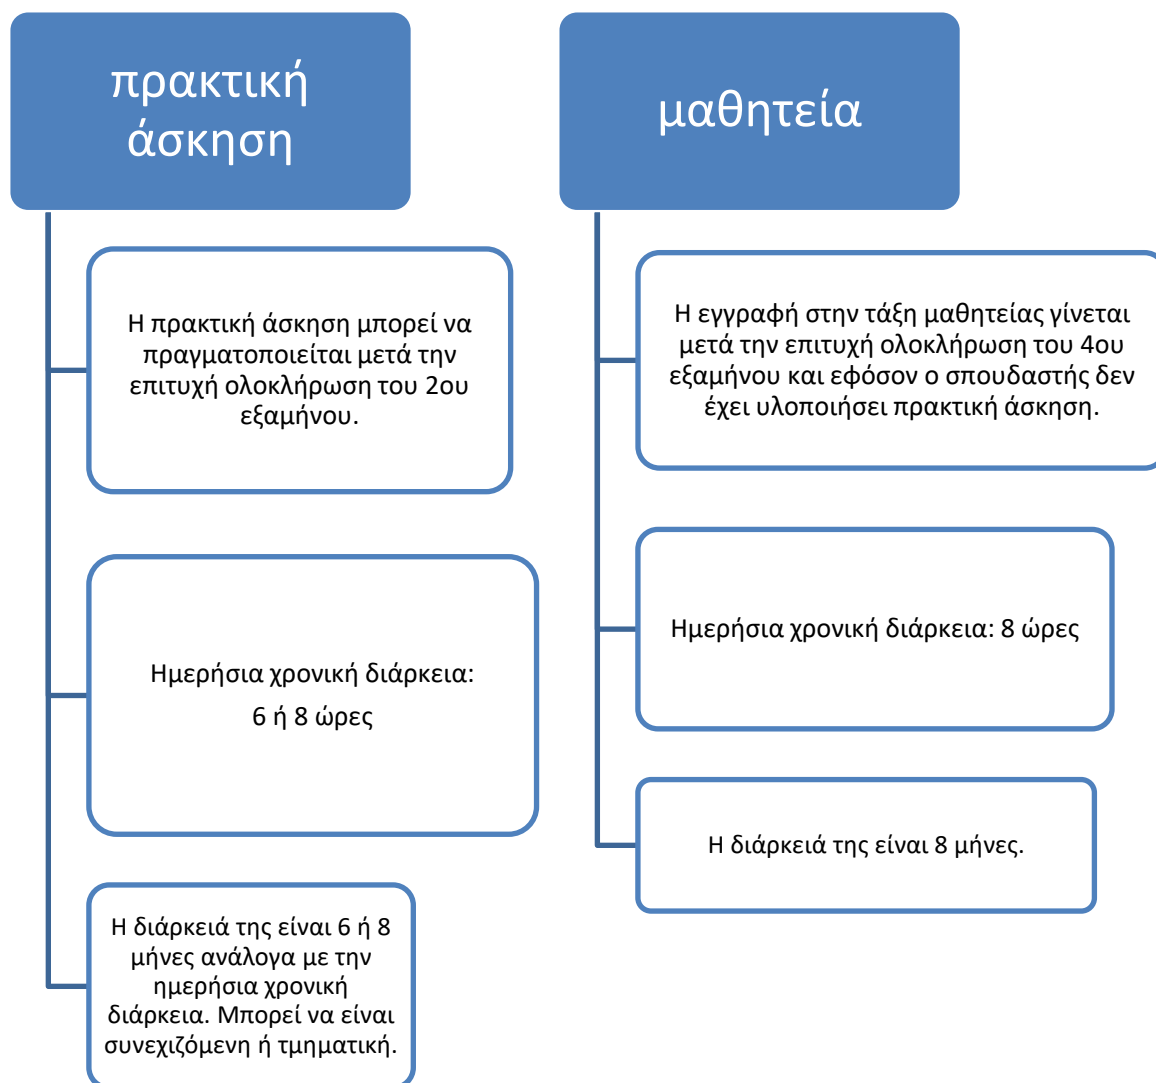 πρακτική
άσκηση
Η πρακτική άσκηση μπορεί να
πραγματοποιείται μετά την
επιτυχή ολοκλήρωση του 2ου
εξαμήνου.
Ημερήσια χρονική διάρκεια:
6 ή 8 ώρες
Η διάρκειά της είναι 6 ή 8
μήνες ανάλογα με την
ημερήσια χρονική
διάρκεια. Μπορεί να είναι
συνεχιζόμενη ή τμηματική.
μαθητεία
Η εγγραφή στην τάξη μαθητείας γίνεται
μετά την επιτυχή ολοκλήρωση του 4ου
εξαμήνου και εφόσον ο σπουδαστής δεν
έχει υλοποιήσει πρακτική άσκηση.
Ημερήσια χρονική διάρκεια: 8 ώρες
Η διάρκειά της είναι 8 μήνες.